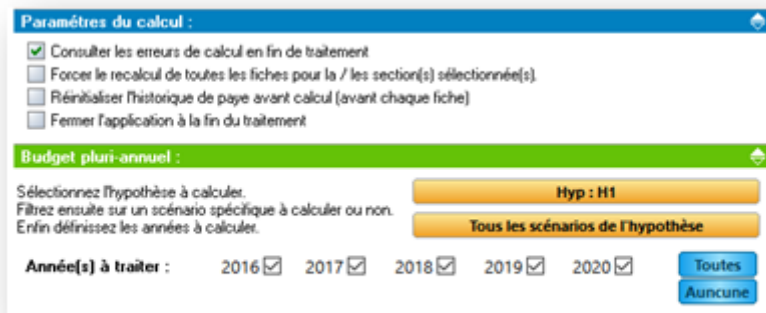 Paramétres du calcul :
Consulter les erreurs de calcul en fin de traitement
Forcer le recalcul de toutes les fiches pour la / les section(s) sélectionnée(s).
Réinitialiser l'historique de paye avant calcul (avant chaque fiche)
Fermer l'application à la fin du traitement
Budget pluri-annuel :
Sélectionnez l'hypothèse à calculer.
Hyp : H1
Filtrez ensuite sur un scénario spécifique à calculer ou non.
Enfin définissez les années à calculer.
Tous les scénarios de l'hypothèse
Année(s) à traiter : 2016 2017 2018 2019 2020 Toutes
Auncune